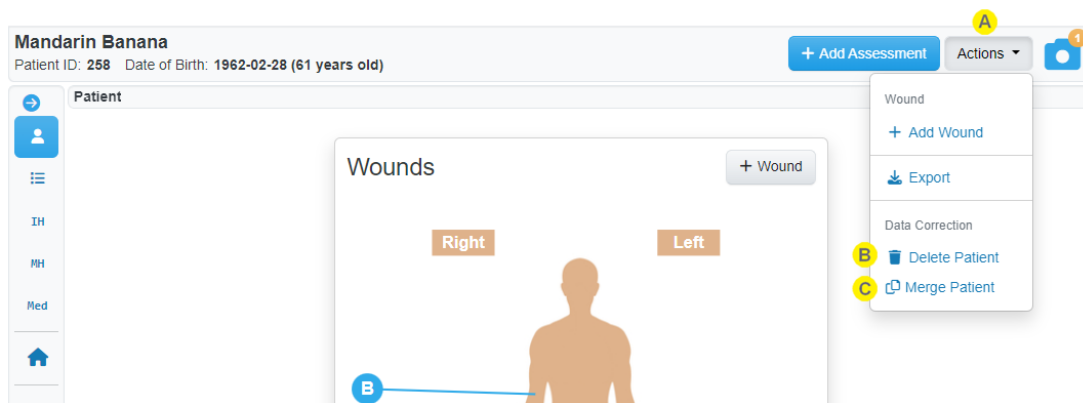 A
Mandarin Banana
Patient ID: 258 Date of Birth: 1962-02-28 (61 years old)
+ Add Assessment
Actions
1
Patient
Wound
+ Add Wound
Export
Data Correction
B Delete Patient
C Merge Patient
IH
MH
Med
Wounds
+ Wound
Right Left
B